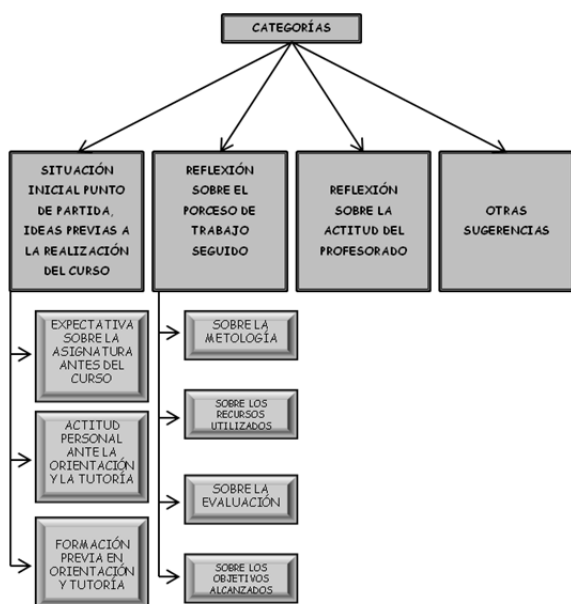 CATEGORÍAS
SITUACIÓN
INICIAL PUNTO
DE PARTIDA,
IDEAS PREVIAS A
LA REALIZACIÓN
DEL CURSO
REFLEXIÓN
SOBRE EL
PORCESO DE
TRABAJO
SEGUIDO
REFLEXIÓN
SOBRE LA
ACTITUD DEL
PROFESORADO
OTRAS
SUGERENCIAS
EXPECTATIVA
SOBRE LA
ASIGNATURA
ANTES DEL
CURSO
ACTITUD
PERSONAL
ANTE LA
ORIENTACIÓN
Y LA TUTORÍA
FORMACIÓN
PREVIA EN
ORIENTACIÓN
Y TUTORÍA
SOBRE LA
METOLOGÍA
SOBRE LOS
RECURSOS
UTILIZADOS
SOBRE LA
EVALUACIÓN
SOBRE LOS
OBJETIVOS
ALCANZADOS